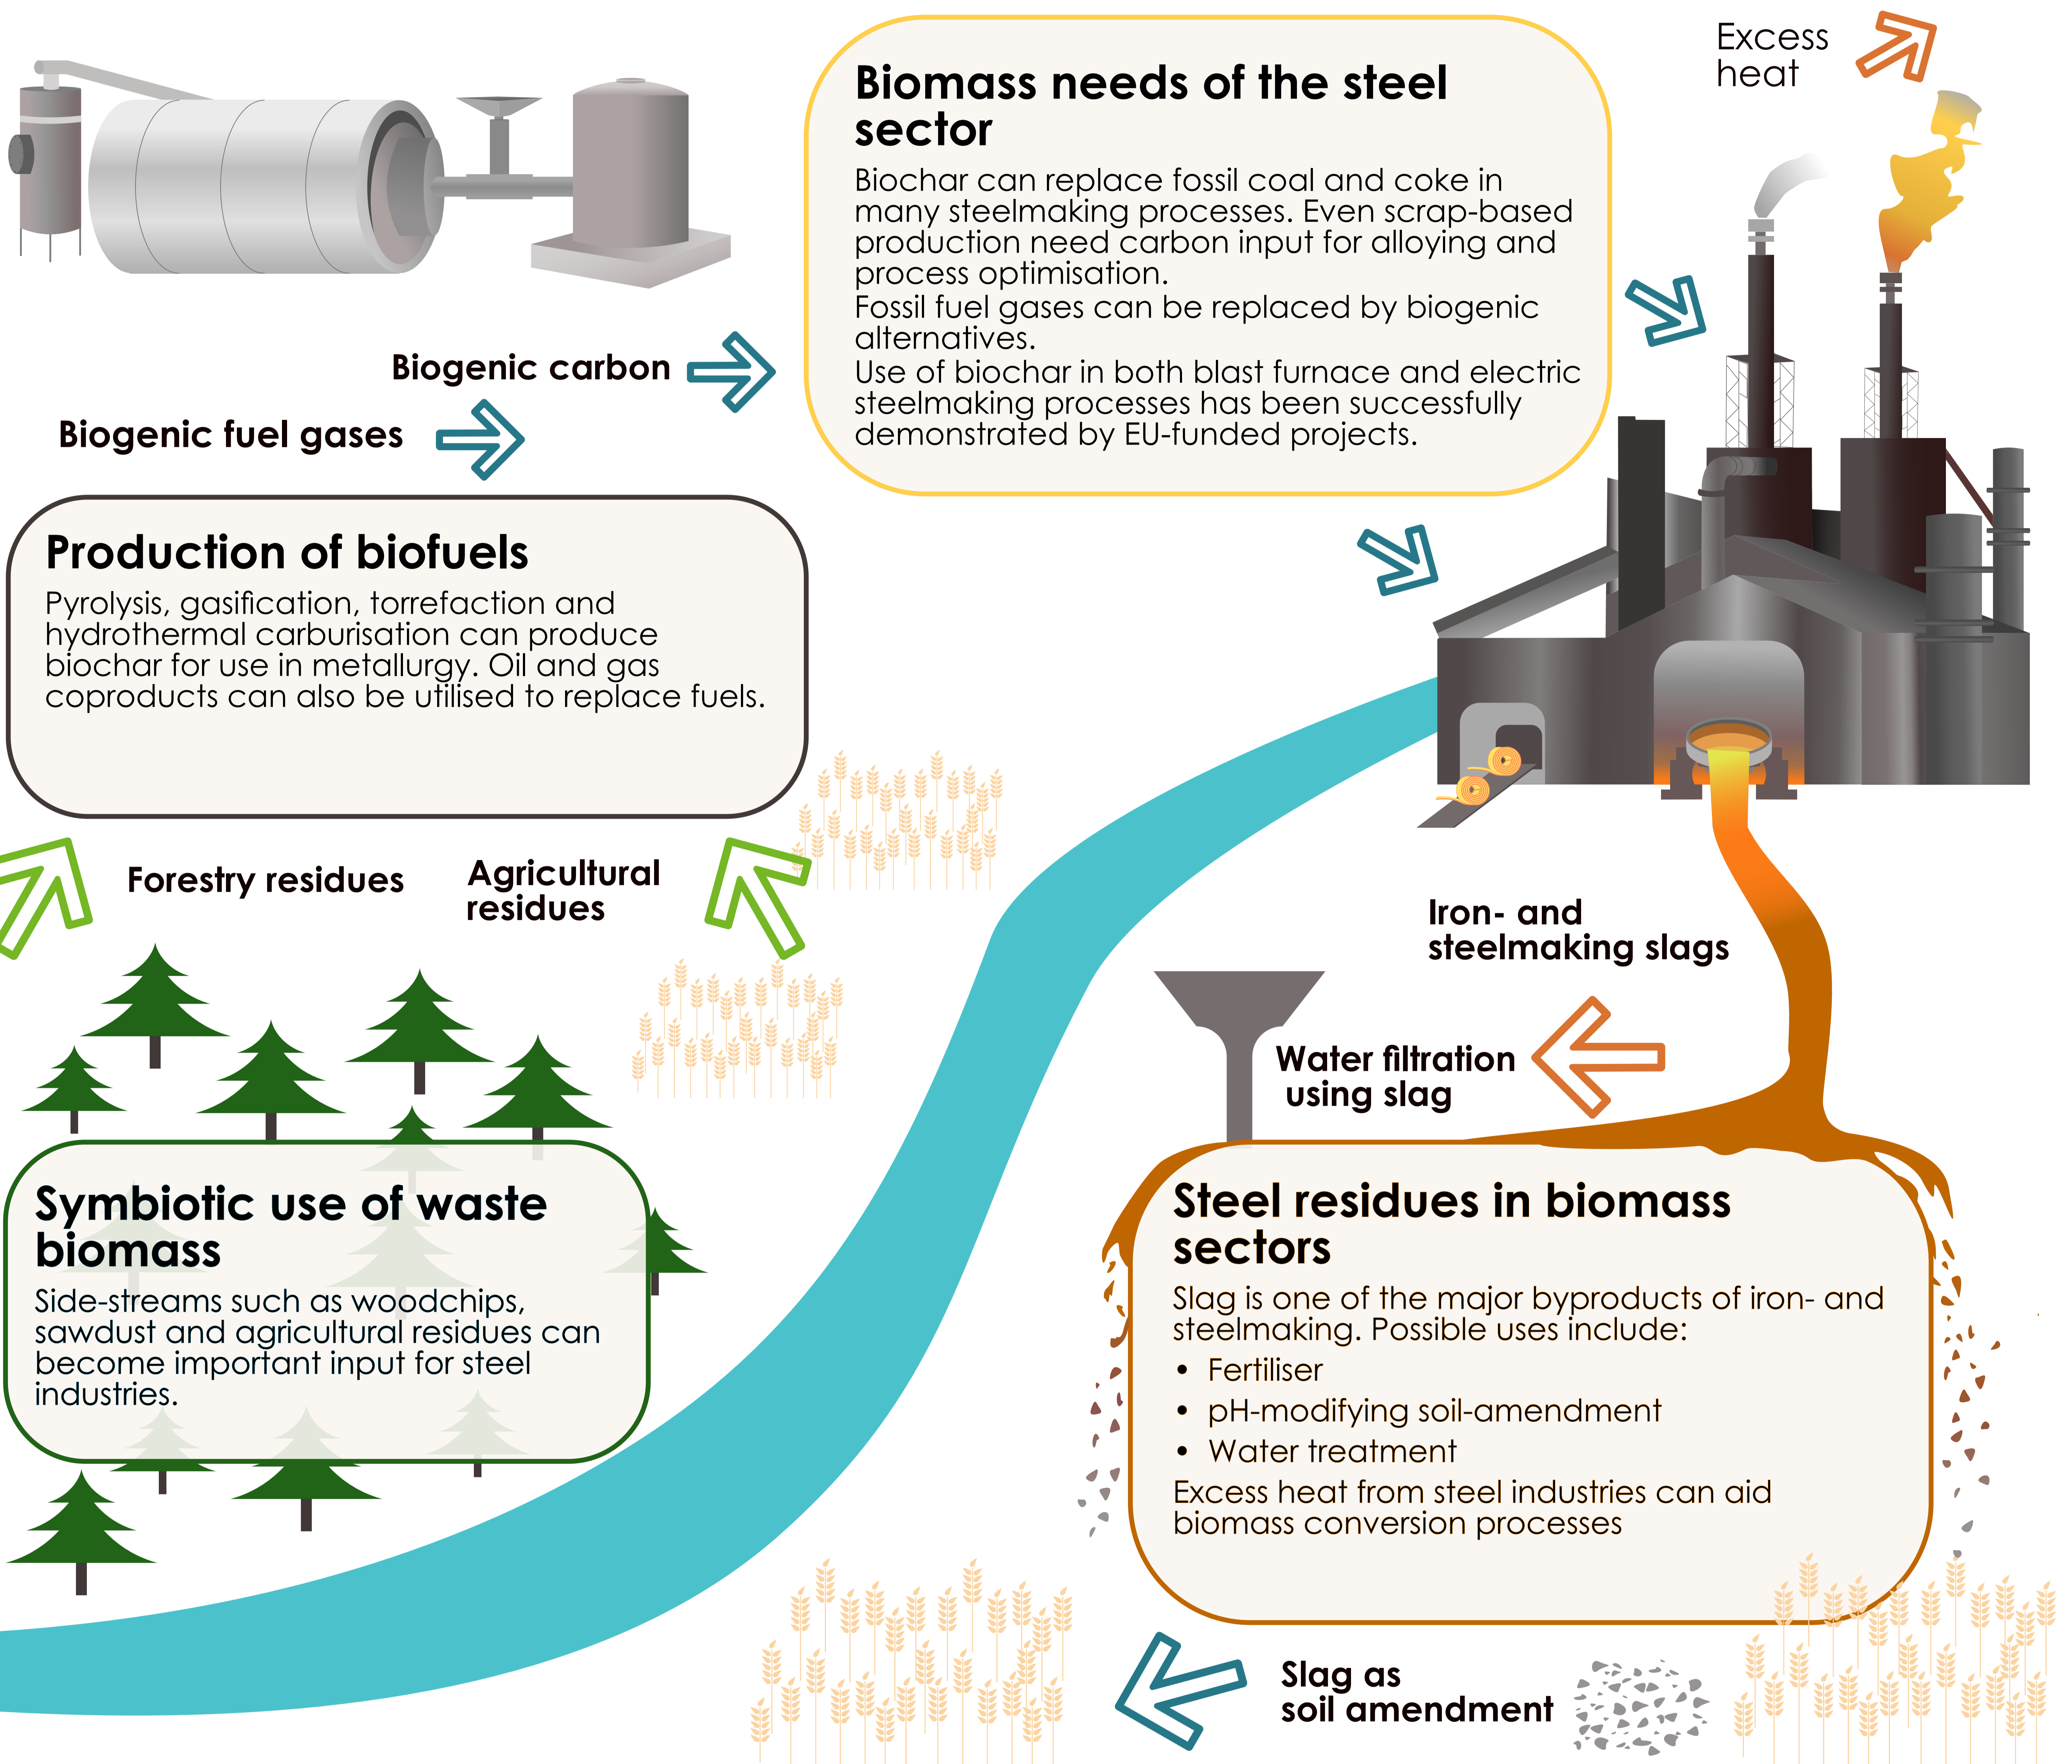 Excess
heat
Biomass needs of the steel
sector
Biochar can replace fossil coal and coke in
many steelmaking processes. Even scrap-based
production need carbon input for alloying and
process optimisation.
Fossil fuel gases can be replaced by biogenic
alternatives.
Use of biochar in both blast furnace and electric
steelmaking processes has been successfully
demonstrated by EU-funded projects.
Biogenic carbon
Biogenic fuel gases
Production of biofuels
Pyrolysis, gasification, torrefaction and
hydrothermal carburisation can produce
biochar for use in metallurgy. Oil and gas
coproducts can also be utilised to replace fuels.
Forestry residues
Agricultural
residues
Symbiotic use of waste
biomass
Side-streams such as woodchips,
sawdust and agricultural residues can
become important input for steel
industries.
Iron- and
steelmaking slags
Water filtration
using slag
Steel residues in biomass
sectors
Slag is one of the major byproducts of iron- and
steelmaking. Possible uses include:
• Fertiliser
• pH-modifying soil-amendment
• Water treatment
Excess heat from steel industries can aid
biomass conversion processes
Slag as
soil amendment